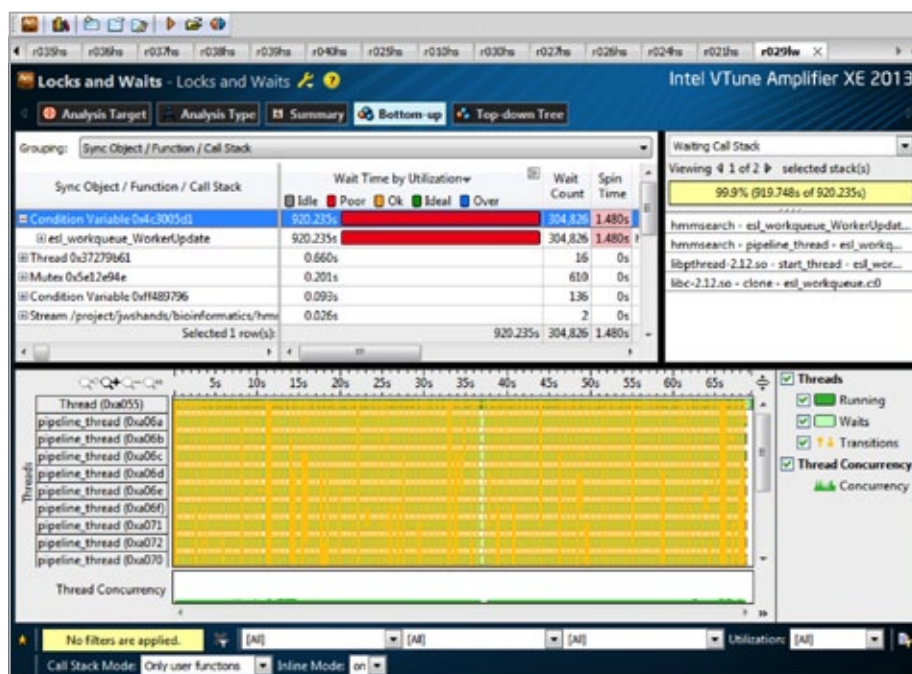 r035hs r036hs r037hs r038hs r039hs r040hs r025hs r010hs r030hs r027hs r026hs r024hs r021hs r029lw
Locks and Waits - Locks and Waits Intel VTune Amplifier XE 2013
Analysis Target Analysis Type Summary Bottom-up Top-down Tree
Grouping: Sync Object / Function / Call Stack
Sync Object / Function / Call Stack
Wait Time by Utilization
Idle Poor Ok Ideal Over
Wait Count
Spin Time
Condition Variable 0x4c3005d1 920.235s 304,826 1.480s
esl_workqueue_WorkerUpdate 920.235s 304,826 1.480s
Thread 0x37279b61 0.660s 16 0s
Mutex 0x5e12e94e 0.201s 610 0s
Condition Variable 0xff489796 0.093s 136 0s
Stream /project/jwshands/bioinformatics/hm 0.026s 2 0s
Selected 1 row(s): 920.235s 304,826 1.480s
Waiting Call Stack
Viewing 1 of 2 selected stack(s)
99.9% (919.748s of 920.235s)
hmmsearch - esl_workqueue_WorkerUpdat...
hmmsearch - pipeline_thread - esl_workq...
libpthread-2.12.so - start_thread - esl_wor...
libc-2.12.so - clone - esl_workqueue.c:0
5s 10s 15s 20s 25s 30s 35s 40s 45s 50s 55s 60s 65s
Threads
Thread (0xa055)
pipeline_thread (0xa06a
pipeline_thread (0xa06b
pipeline_thread (0xa06c
pipeline_thread (0xa06d
pipeline_thread (0xa06e
pipeline_thread (0xa06f)
pipeline_thread (0xa071
pipeline_thread (0xa072
pipeline_thread (0xa070
Thread Concurrency
Threads
Running
Waits
Transitions
Thread Concurrency
Concurrency
No filters are applied. [All] [All] [All] Utilization: [All]
Call Stack Mode: Only user functions Inline Mode: on